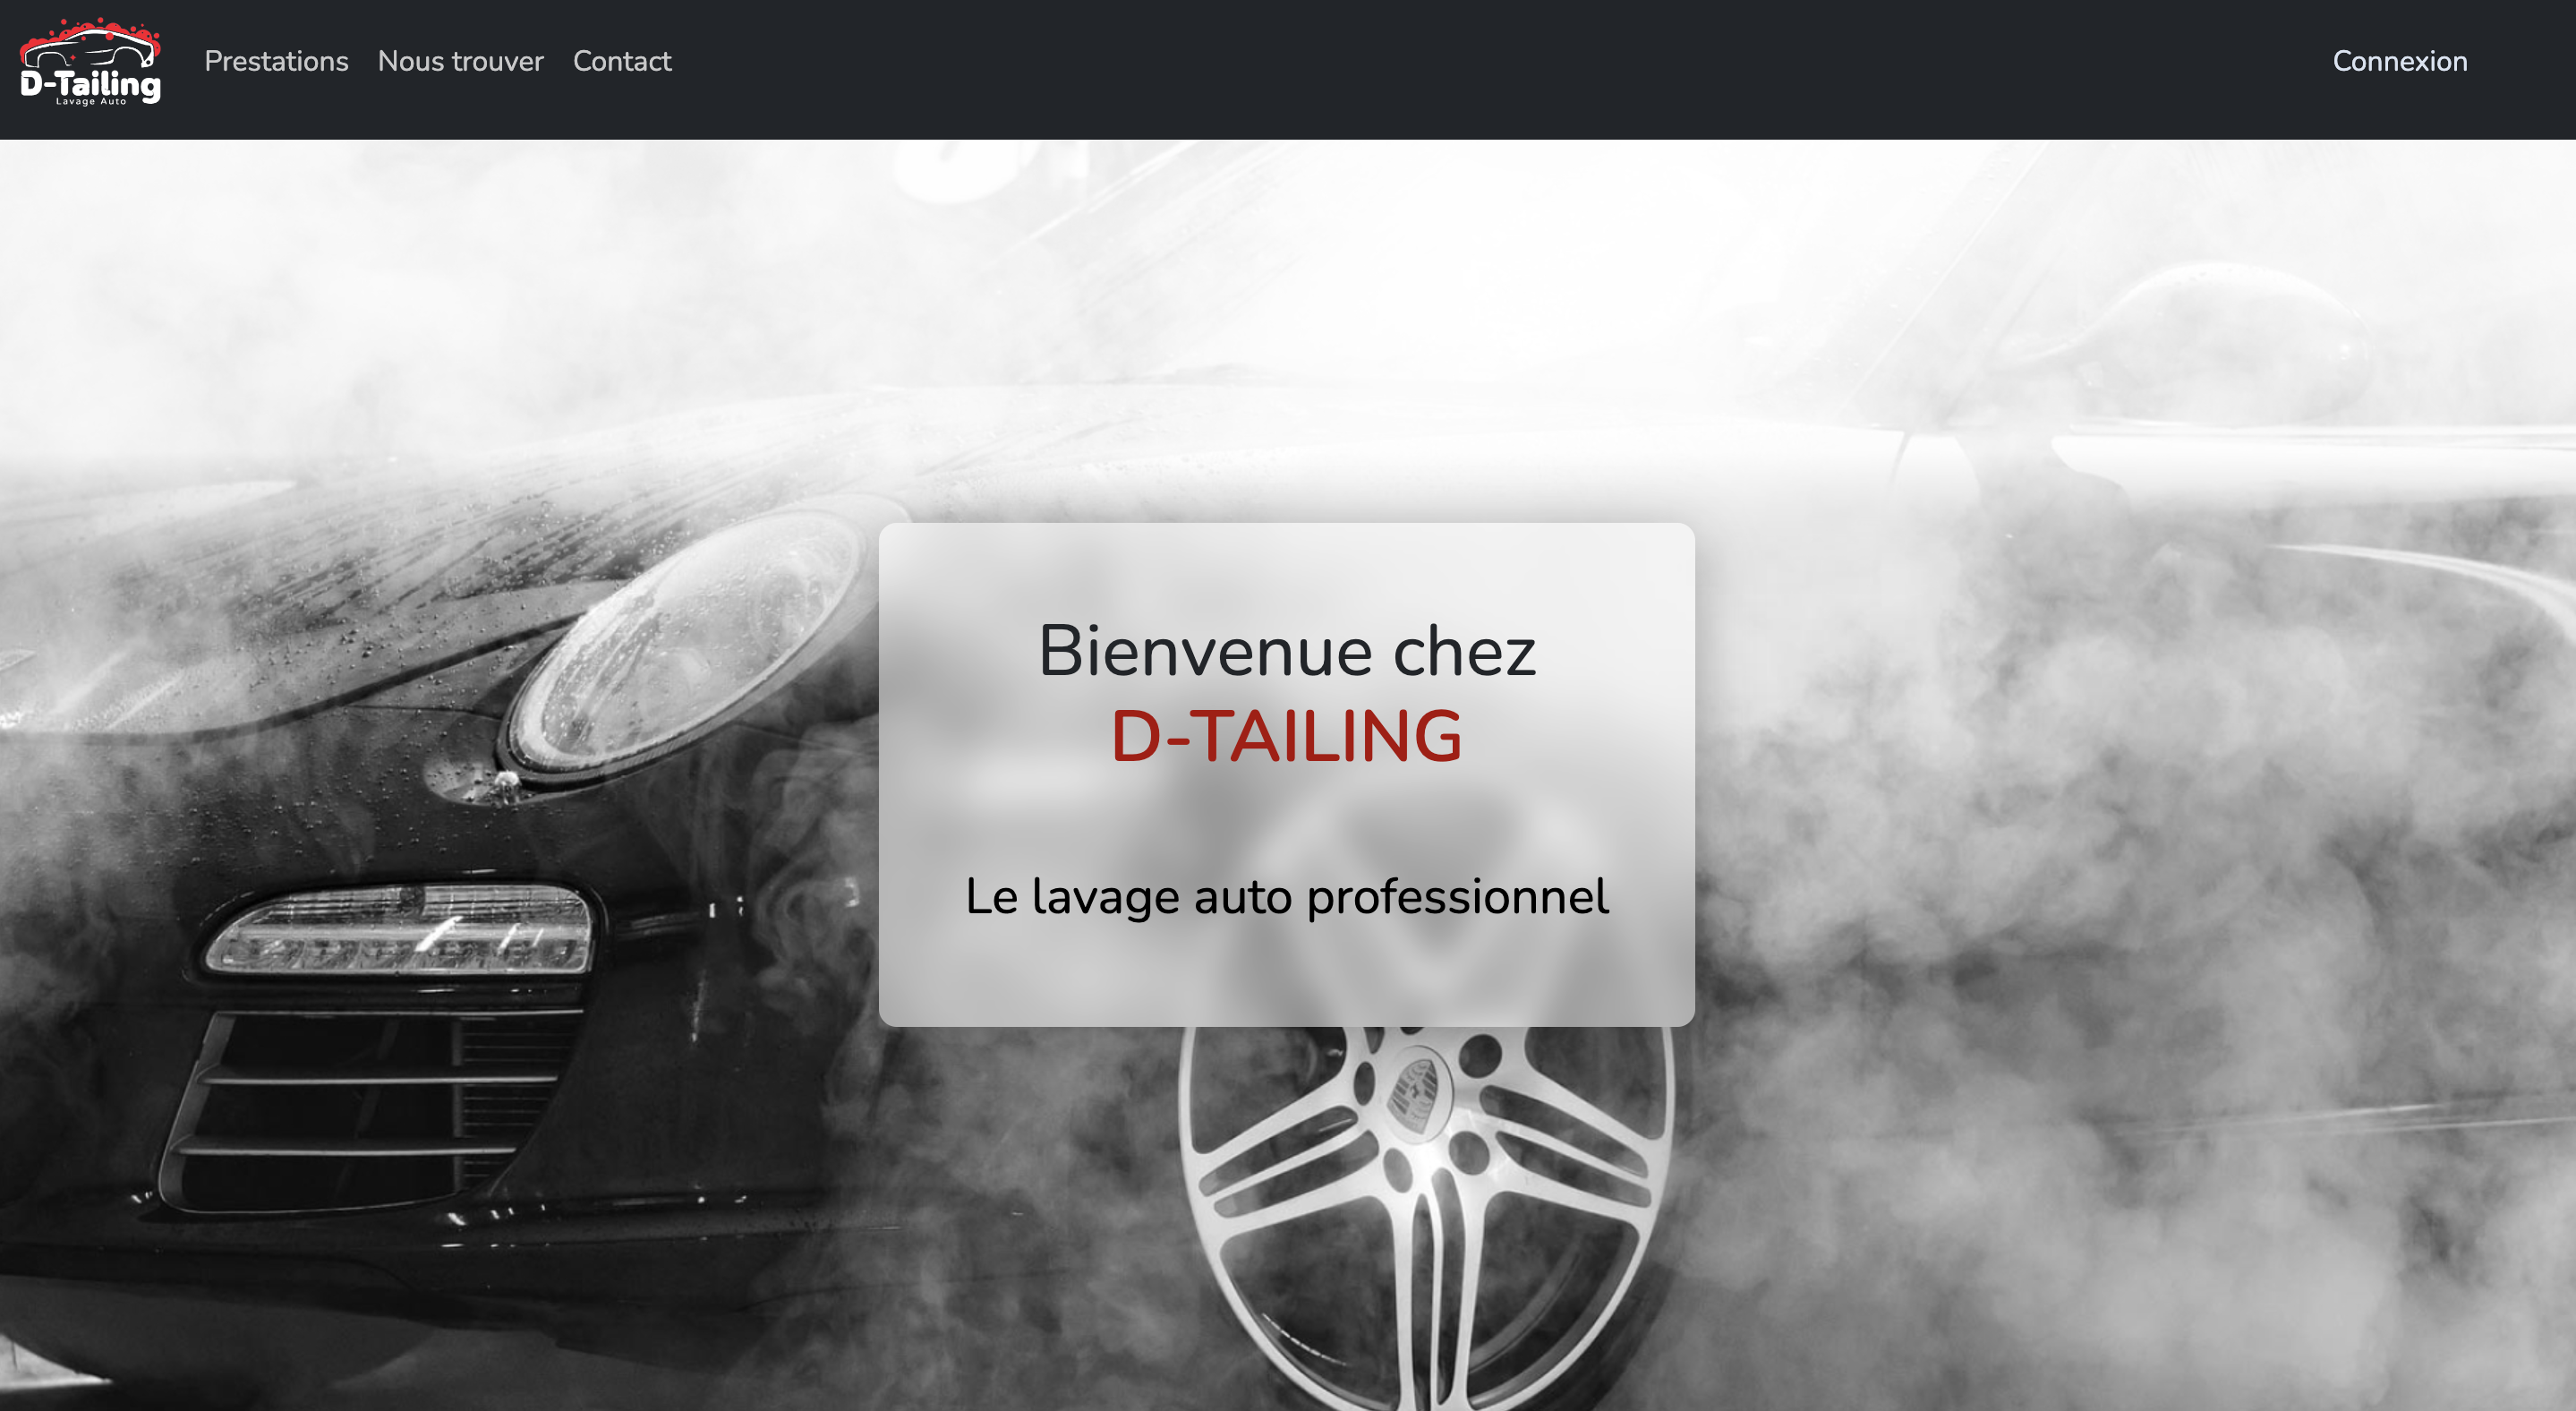 D-Tailing
Lavage Auto
Prestations
Nous trouver
Contact
Connexion
Bienvenue chez
D-TAILING
Le lavage auto professionnel